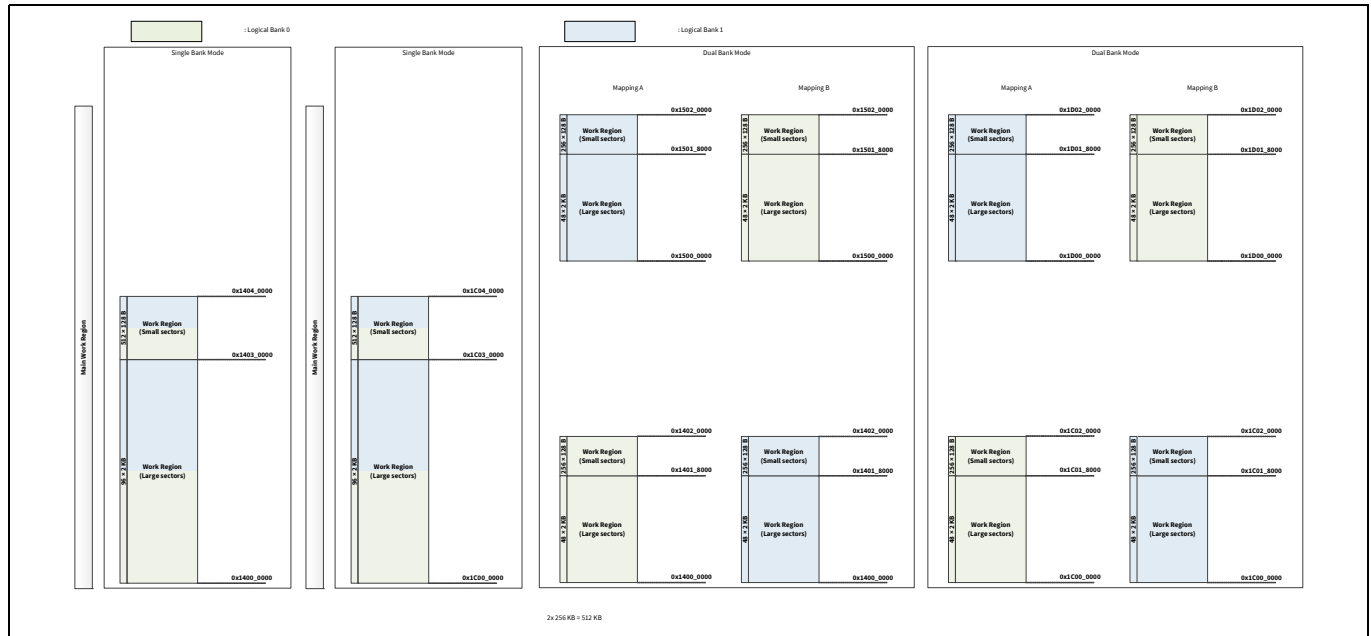 : Logical Bank 0
: Logical Bank 1
Single Bank Mode
Main Work Region
0x1404_0000
512 × 128 B
Work Region
(Small sectors)
0x1403_0000
96 × 2 KB
Work Region
(Large sectors)
0x1400_0000
Single Bank Mode
Main Work Region
0x1C04_0000
512 × 128 B
Work Region
(Small sectors)
0x1C03_0000
96 × 2 KB
Work Region
(Large sectors)
0x1C00_0000
Dual Bank Mode
Mapping A
0x1502_0000
256 × 128 B
Work Region
(Small sectors)
0x1501_8000
48 × 2 KB
Work Region
(Large sectors)
0x1500_0000
0x1402_0000
256 × 128 B
Work Region
(Small sectors)
0x1401_8000
48 × 2 KB
Work Region
(Large sectors)
0x1400_0000
Mapping B
0x1502_0000
256 × 128 B
Work Region
(Small sectors)
0x1501_8000
48 × 2 KB
Work Region
(Large sectors)
0x1500_0000
0x1402_0000
256 × 128 B
Work Region
(Small sectors)
0x1401_8000
48 × 2 KB
Work Region
(Large sectors)
0x1400_0000
Dual Bank Mode
Mapping A
0x1D02_0000
256 × 128 B
Work Region
(Small sectors)
0x1D01_8000
48 × 2 KB
Work Region
(Large sectors)
0x1D00_0000
0x1C02_0000
256 × 128 B
Work Region
(Small sectors)
0x1C01_8000
48 × 2 KB
Work Region
(Large sectors)
0x1C00_0000
Mapping B
0x1D02_0000
256 × 128 B
Work Region
(Small sectors)
0x1D01_8000
48 × 2 KB
Work Region
(Large sectors)
0x1D00_0000
0x1C02_0000
256 × 128 B
Work Region
(Small sectors)
0x1C01_8000
48 × 2 KB
Work Region
(Large sectors)
0x1C00_0000
2x 256 KB = 512 KB